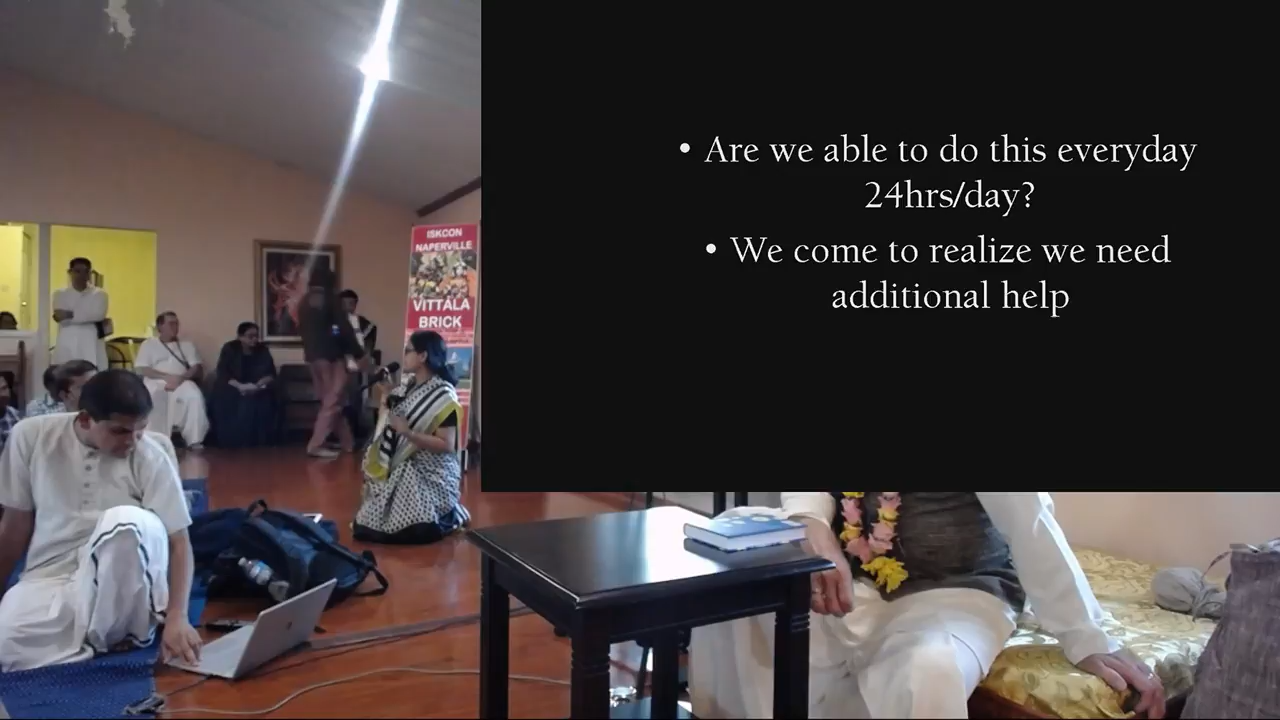 ISKCON
NAPERVILLE
VITTALA
BRICK
• Are we able to do this everyday
24hrs/day?
• We come to realize we need
additional help